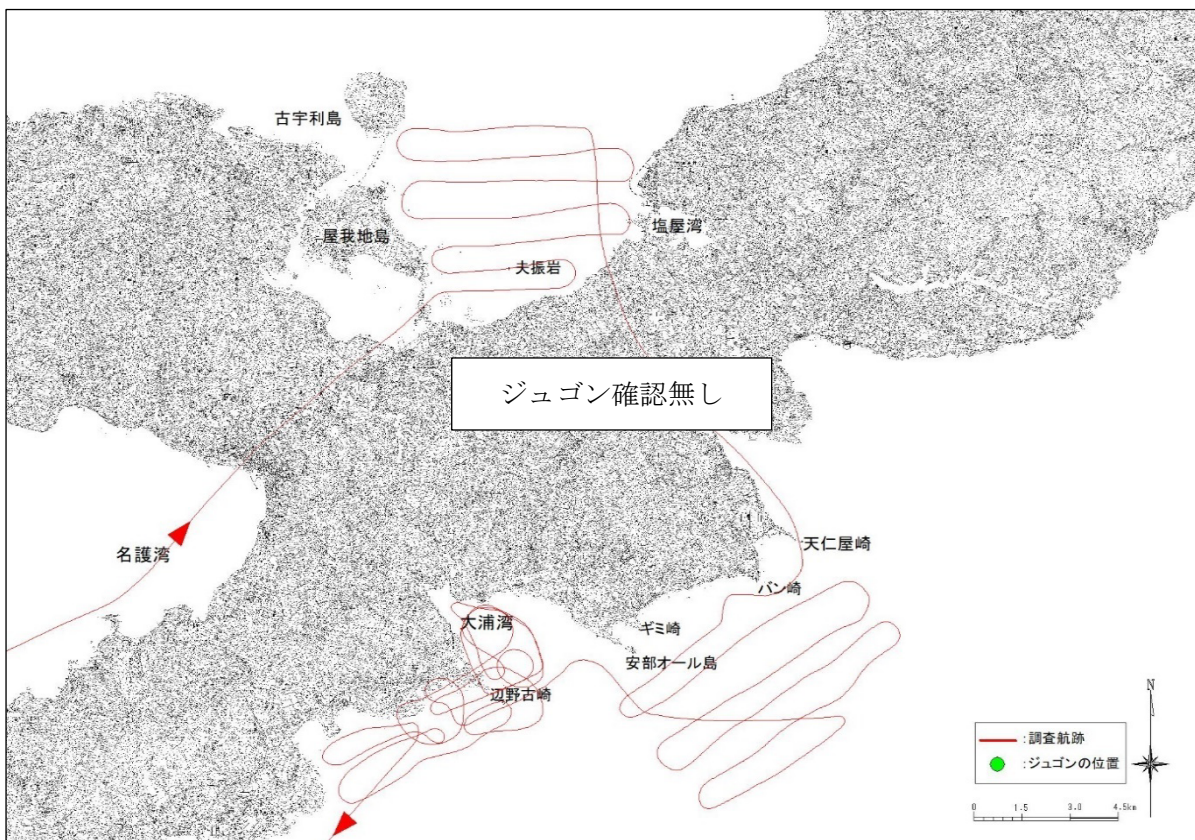 古宇利島
屋我地島
塩屋湾
夫振岩
ジュゴン確認無し
名護湾
天仁屋崎
バン崎
大浦湾
ギミ崎
安部オール島
辺野古崎
N
:調査航跡
:ジュゴンの位置
0 1.5 3.0 4.5km